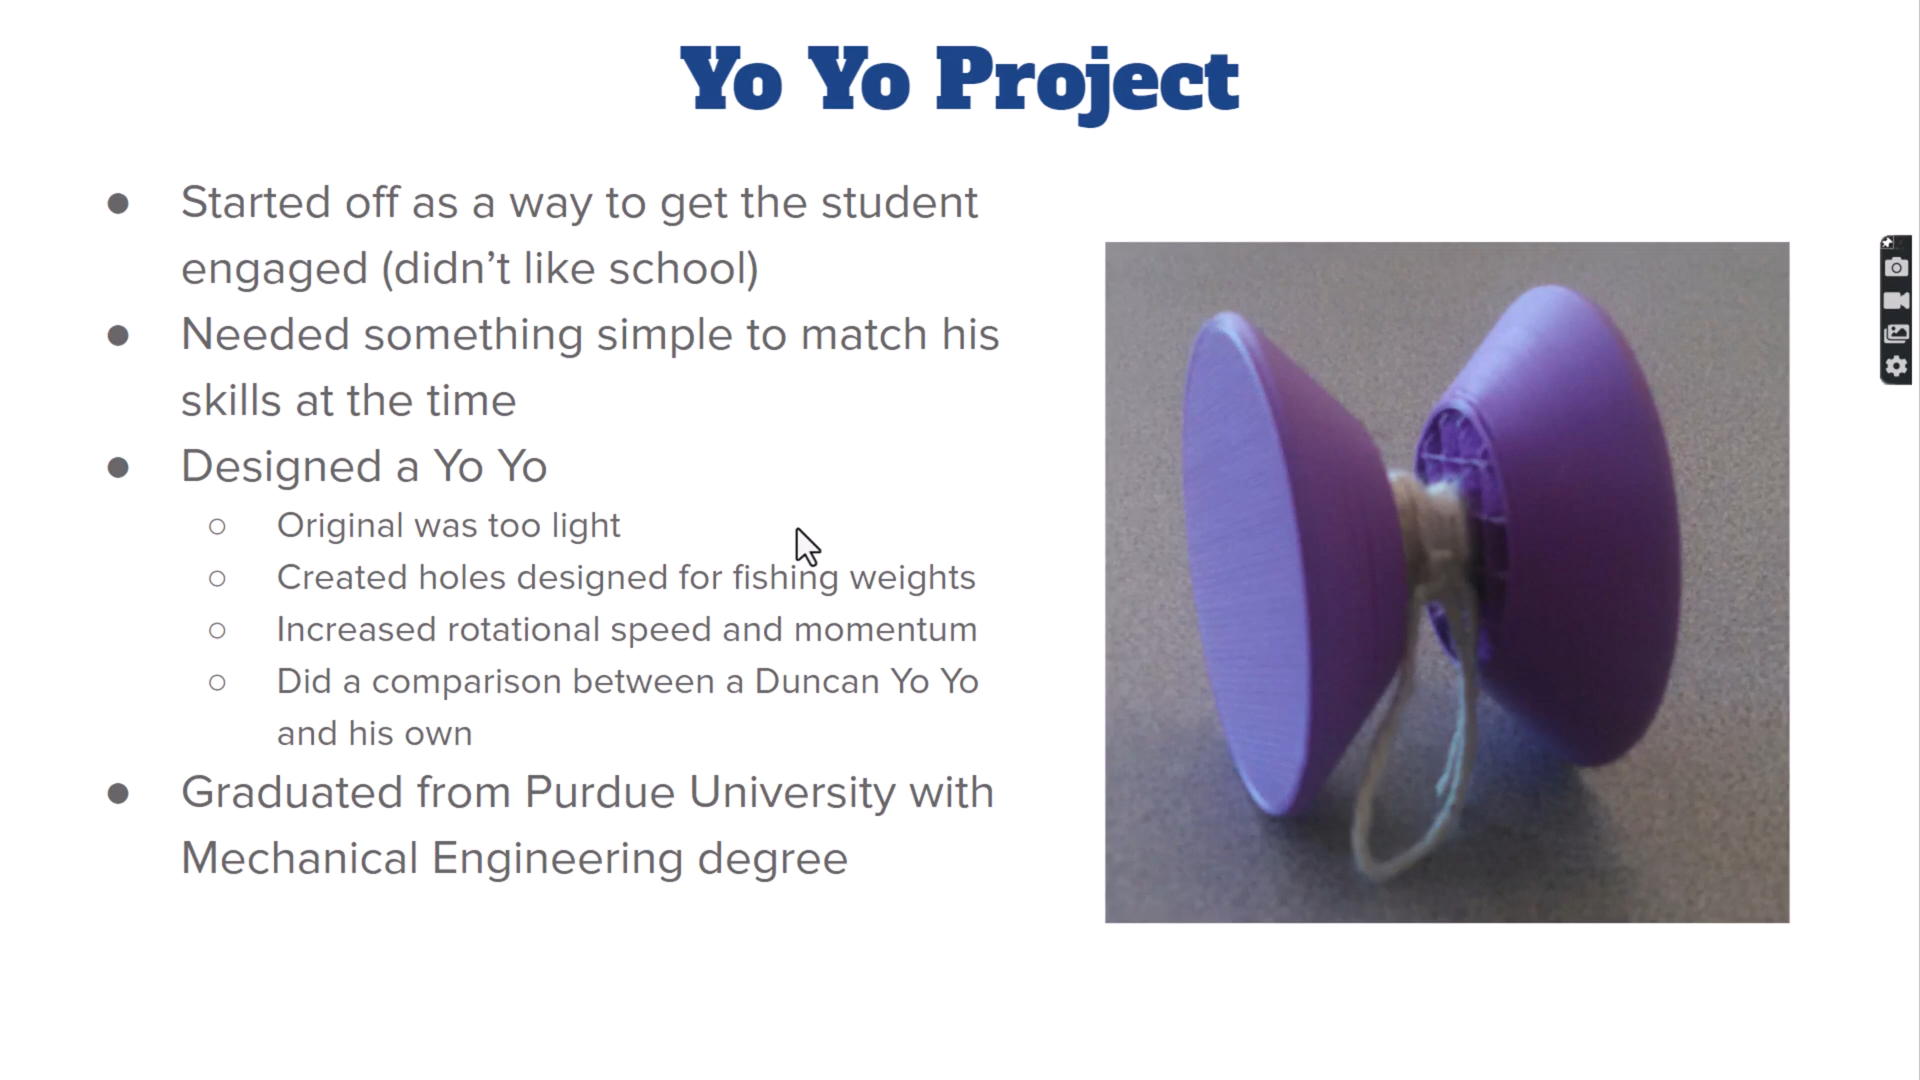 Yo Yo Project
● Started off as a way to get the student
engaged (didn’t like school)
● Needed something simple to match his
skills at the time
● Designed a Yo Yo
○ Original was too light
○ Created holes designed for fishing weights
○ Increased rotational speed and momentum
○ Did a comparison between a Duncan Yo Yo
and his own
● Graduated from Purdue University with
Mechanical Engineering degree